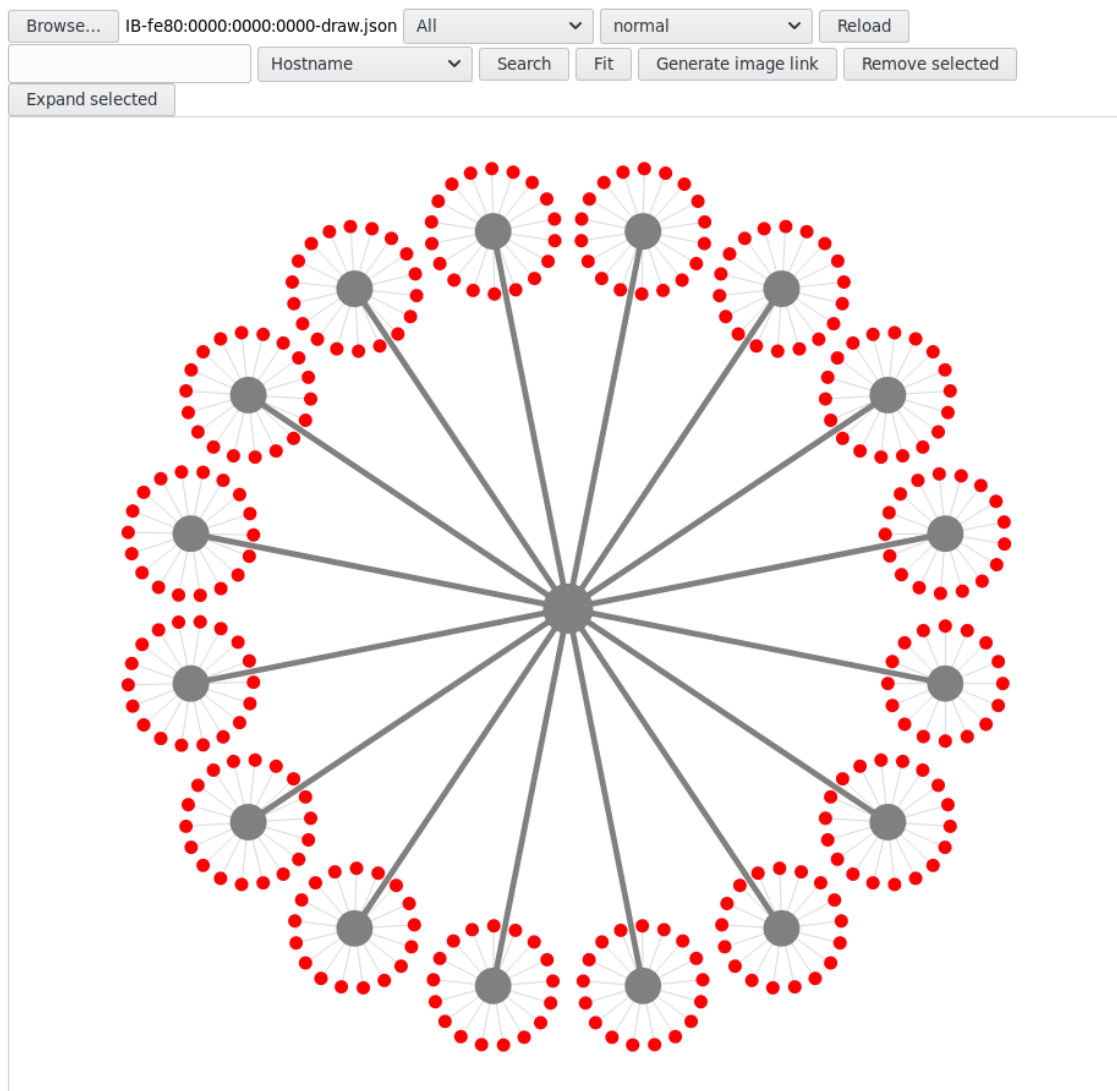 Browse... IB-fe80:0000:0000:0000-draw.json All normal Reload
Hostname Search Fit Generate image link Remove selected
Expand selected